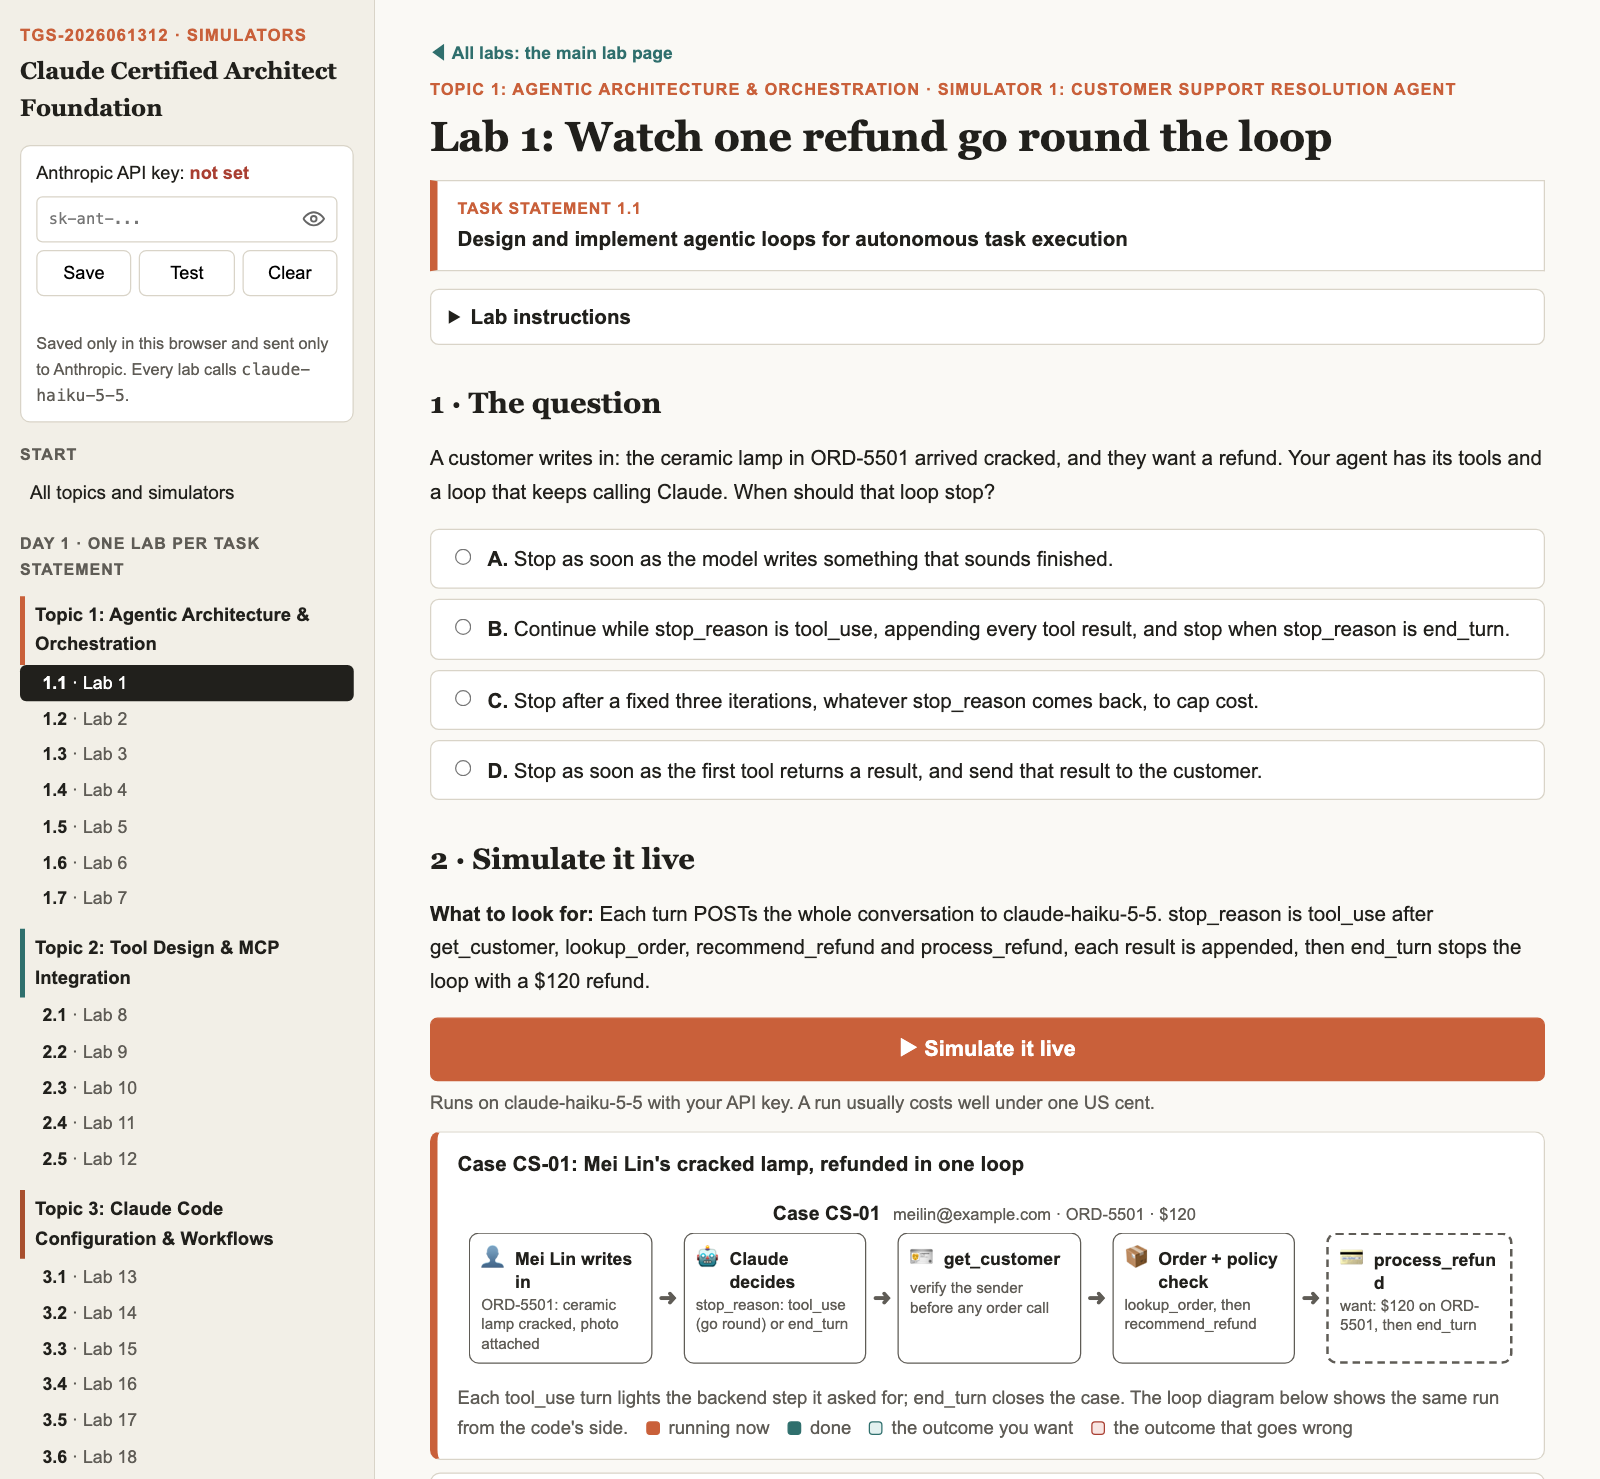 TGS-2026061312 · SIMULATORS
Claude Certified Architect
Foundation
Anthropic API key: not set
sk-ant-...
Save
Test
Clear
Saved only in this browser and sent only
to Anthropic. Every lab calls claude-
haiku-5-5.
START
All topics and simulators
DAY 1 · ONE LAB PER TASK
STATEMENT
Topic 1: Agentic Architecture &
Orchestration
1.1 · Lab 1
1.2 · Lab 2
1.3 · Lab 3
1.4 · Lab 4
1.5 · Lab 5
1.6 · Lab 6
1.7 · Lab 7
Topic 2: Tool Design & MCP
Integration
2.1 · Lab 8
2.2 · Lab 9
2.3 · Lab 10
2.4 · Lab 11
2.5 · Lab 12
Topic 3: Claude Code
Configuration & Workflows
3.1 · Lab 13
3.2 · Lab 14
3.3 · Lab 15
3.4 · Lab 16
3.5 · Lab 17
3.6 · Lab 18
◀ All labs: the main lab page
TOPIC 1: AGENTIC ARCHITECTURE & ORCHESTRATION · SIMULATOR 1: CUSTOMER SUPPORT RESOLUTION AGENT
Lab 1: Watch one refund go round the loop
TASK STATEMENT 1.1
Design and implement agentic loops for autonomous task execution
▶ Lab instructions
1 · The question
A customer writes in: the ceramic lamp in ORD-5501 arrived cracked, and they want a refund. Your agent has its tools and
a loop that keeps calling Claude. When should that loop stop?
A. Stop as soon as the model writes something that sounds finished.
B. Continue while stop_reason is tool_use, appending every tool result, and stop when stop_reason is end_turn.
C. Stop after a fixed three iterations, whatever stop_reason comes back, to cap cost.
D. Stop as soon as the first tool returns a result, and send that result to the customer.
2 · Simulate it live
What to look for: Each turn POSTs the whole conversation to claude-haiku-5-5. stop_reason is tool_use after
get_customer, lookup_order, recommend_refund and process_refund, each result is appended, then end_turn stops the
loop with a $120 refund.
▶ Simulate it live
Runs on claude-haiku-5-5 with your API key. A run usually costs well under one US cent.
Case CS-01: Mei Lin's cracked lamp, refunded in one loop
Case CS-01 meilin@example.com · ORD-5501 · $120
Mei Lin writes
in
ORD-5501: ceramic
lamp cracked, photo
attached
➜
Claude
decides
stop_reason: tool_use
(go round) or end_turn
➜
get_customer
verify the sender
before any order call
➜
Order + policy
check
lookup_order, then
recommend_refund
➜
process_refun
d
want: $120 on ORD-
5501, then end_turn
Each tool_use turn lights the backend step it asked for; end_turn closes the case. The loop diagram below shows the same run
from the code's side. running now done the outcome you want the outcome that goes wrong